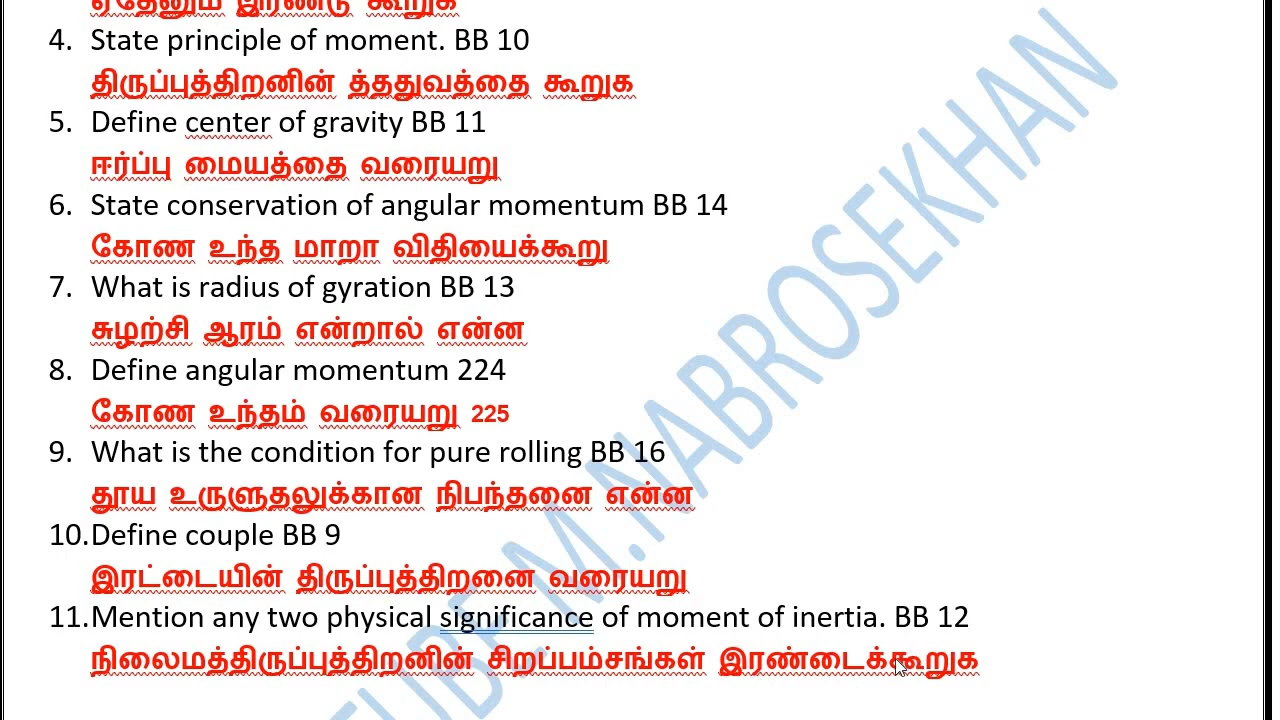 ஏதேனும் இரண்டு கூறுக
4. State principle of moment. BB 10
திருப்புத்திறனின் த்ததுவத்தை கூறுக
5. Define center of gravity BB 11
ஈர்ப்பு மையத்தை வரையறு
6. State conservation of angular momentum BB 14
கோண உந்த மாறா விதியைக்கூறு
7. What is radius of gyration BB 13
சுழற்சி ஆரம் என்றால் என்ன
8. Define angular momentum 224
கோண உந்தம் வரையறு 225
9. What is the condition for pure rolling BB 16
தூய உருளுதலுக்கான நிபந்தனை என்ன
10. Define couple BB 9
இரட்டையின் திருப்புத்திறனை வரையறு
11. Mention any two physical significance of moment of inertia. BB 12
நிலைமத்திருப்புத்திறனின் சிறப்பம்சங்கள் இரண்டைக்கூறுக
M.NABROSEKHAN